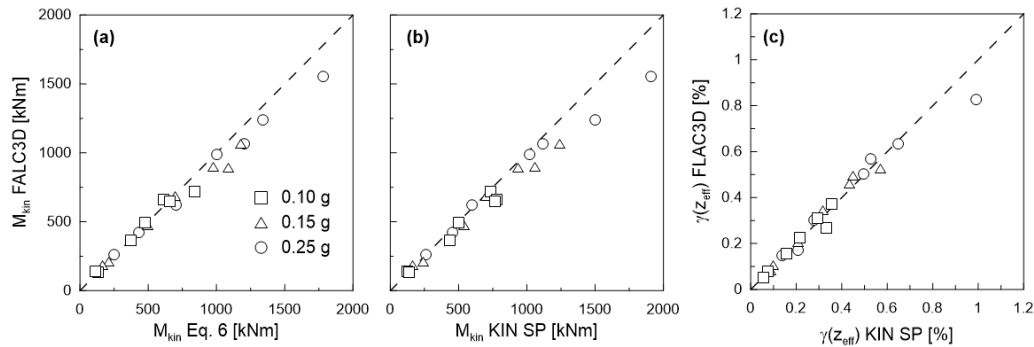 2000
1500
1000
500
0
M_kin FALC3D [kNm]
(a)
0.10 g
0.15 g
0.25 g
0 500 1000 1500 2000
M_kin Eq. 6 [kNm]
(b)
0 500 1000 1500 2000
M_kin KIN SP [kNm]
1.2
1
0.8
0.6
0.4
0.2
0
γ(z_eff) FLAC3D [%]
(c)
0 0.2 0.4 0.6 0.8 1 1.2
γ(z_eff) KIN SP [%]